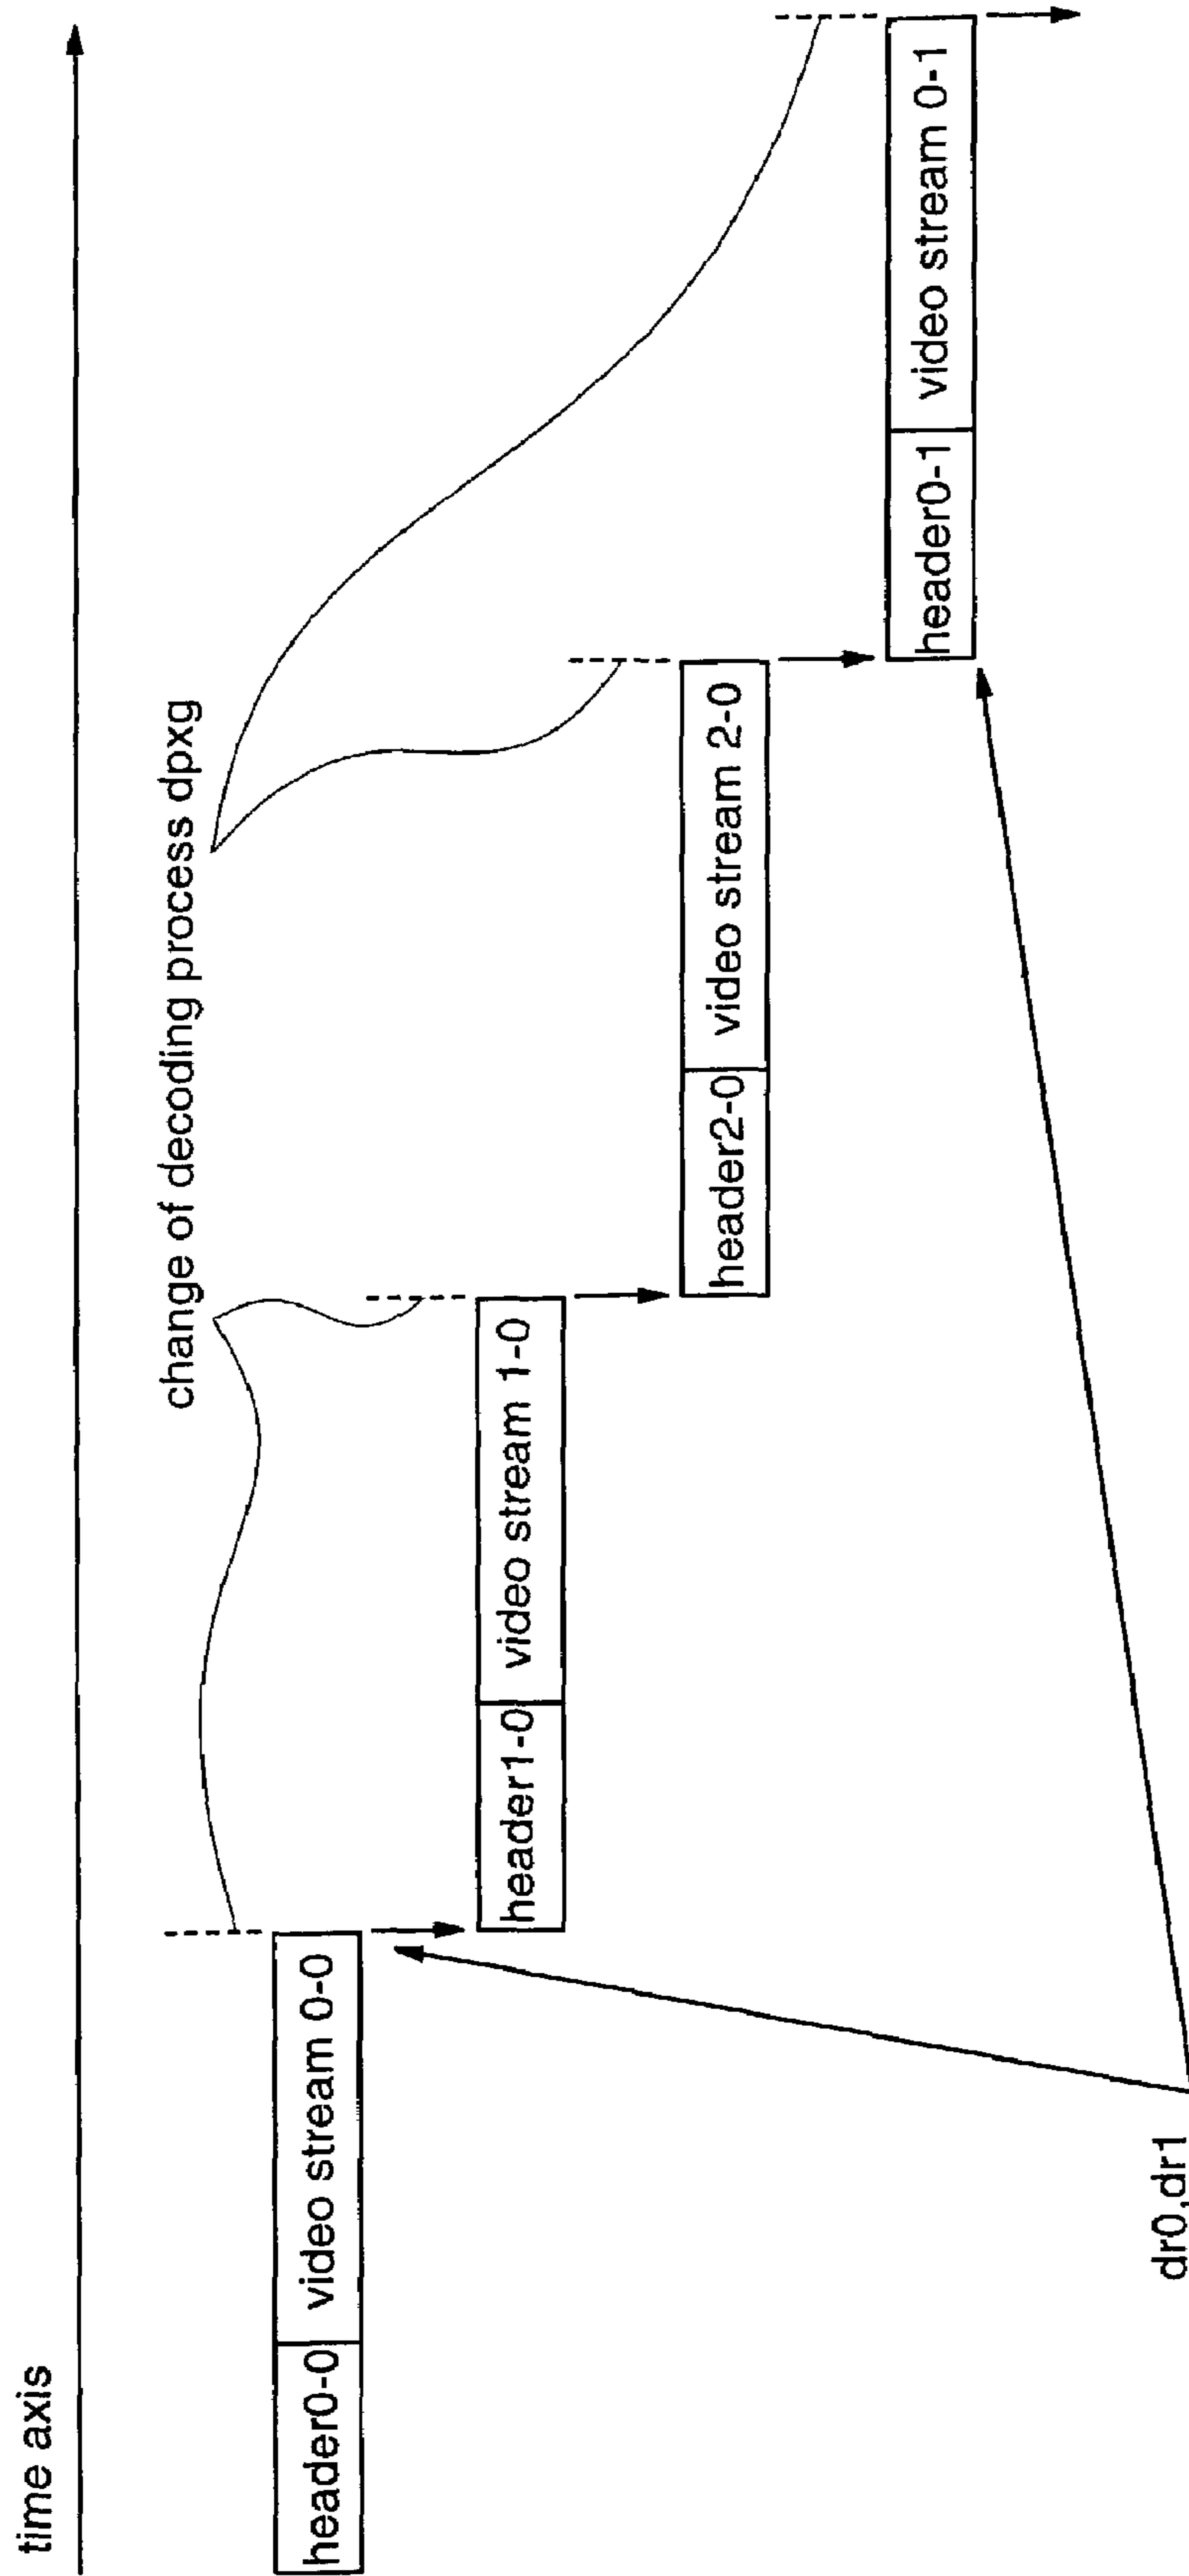 time axis
change of decoding process dpxg
header0-0 video stream 0-0
header1-0 video stream 1-0
header2-0 video stream 2-0
header0-1 video stream 0-1
dr0,dr1